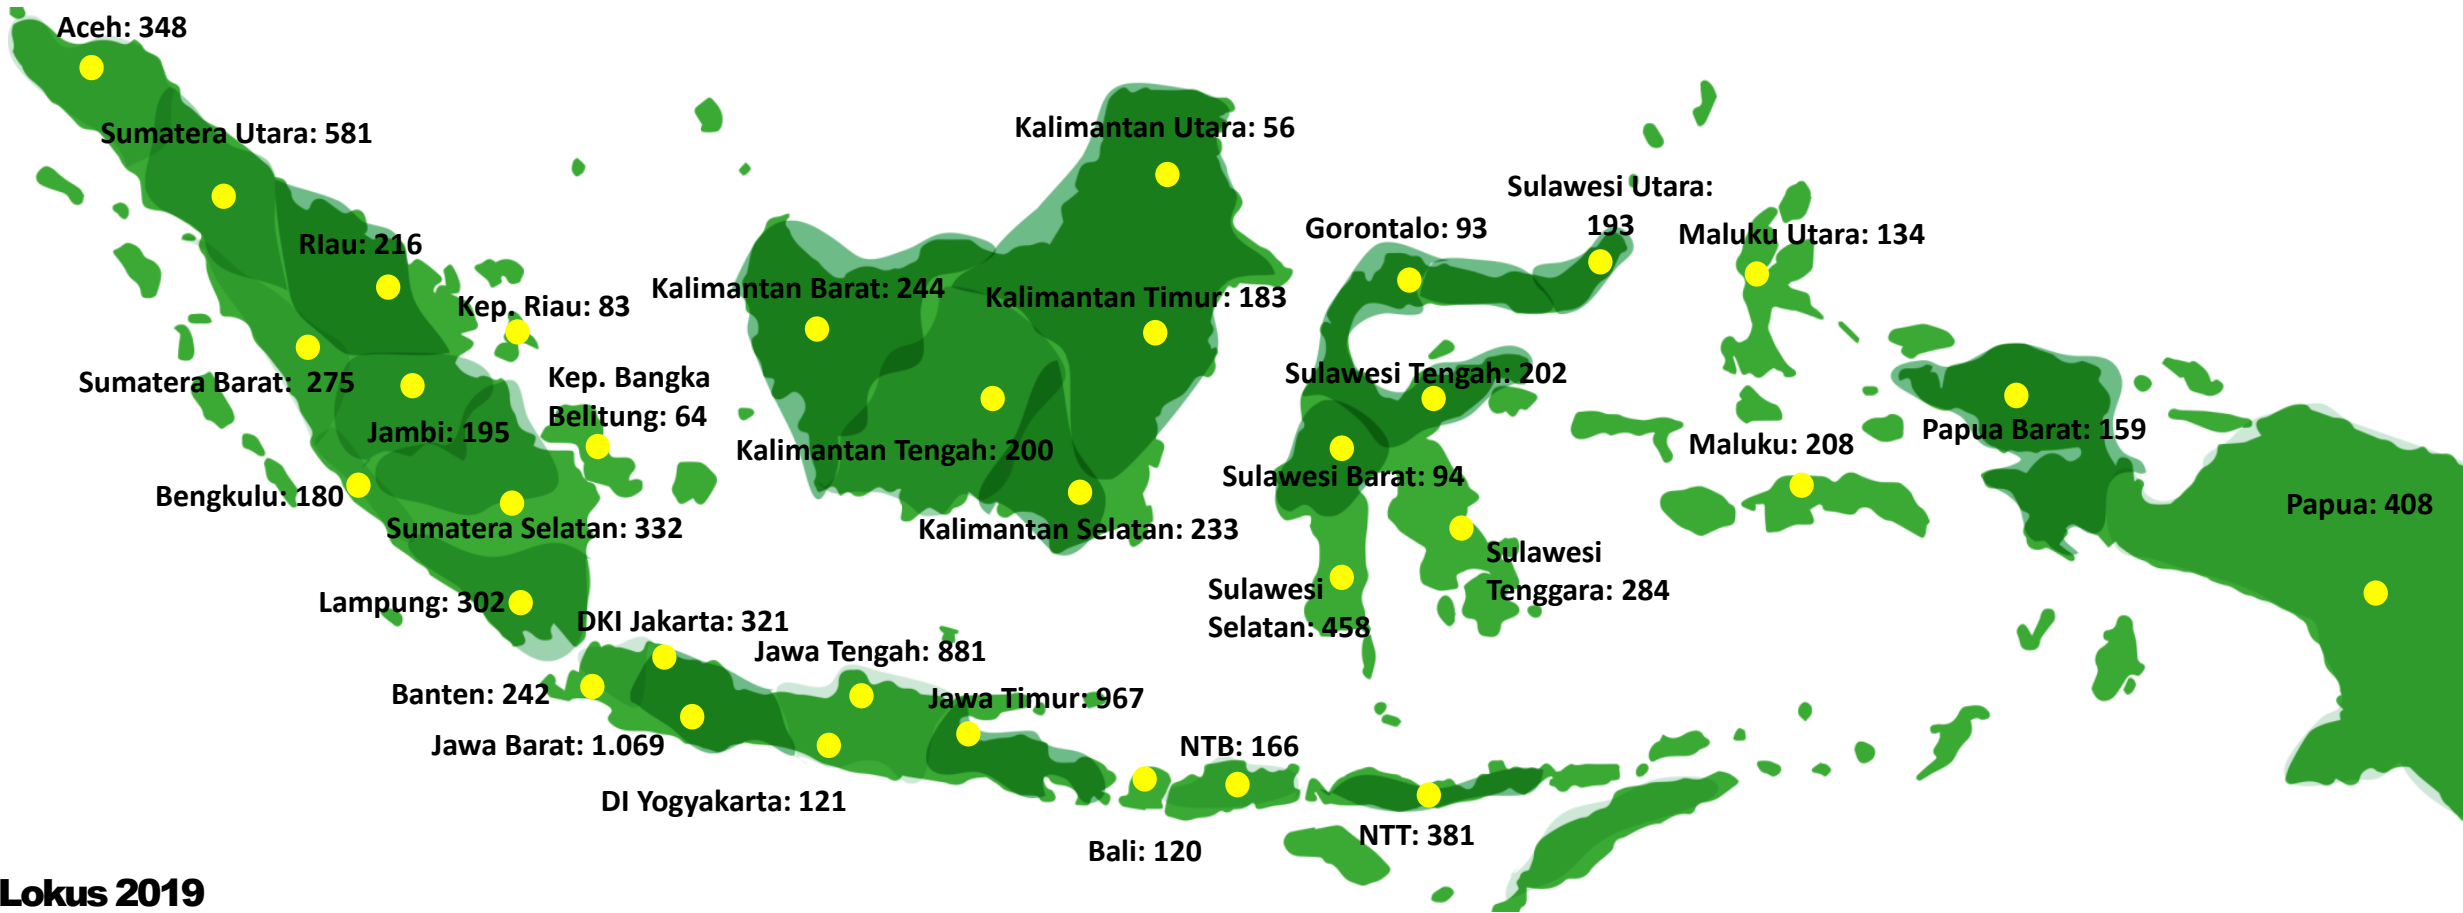 Aceh: 348
Sumatera Utara: 581
RIau: 216
Kep. Riau: 83
Sumatera Barat: 275
Kep. Bangka
Belitung: 64
Jambi: 195
Bengkulu: 180
Sumatera Selatan: 332
Lampung: 302
DKI Jakarta: 321
Jawa Tengah: 881
Banten: 242
Jawa Timur: 967
Jawa Barat: 1.069
DI Yogyakarta: 121
Bali: 120
NTB: 166
NTT: 381
Kalimantan Utara: 56
Kalimantan Barat: 244
Kalimantan Timur: 183
Kalimantan Tengah: 200
Kalimantan Selatan: 233
Gorontalo: 93
Sulawesi Utara:
193
Sulawesi Tengah: 202
Sulawesi Barat: 94
Sulawesi
Tenggara: 284
Sulawesi
Selatan: 458
Maluku Utara: 134
Maluku: 208
Papua Barat: 159
Papua: 408
Lokus 2019